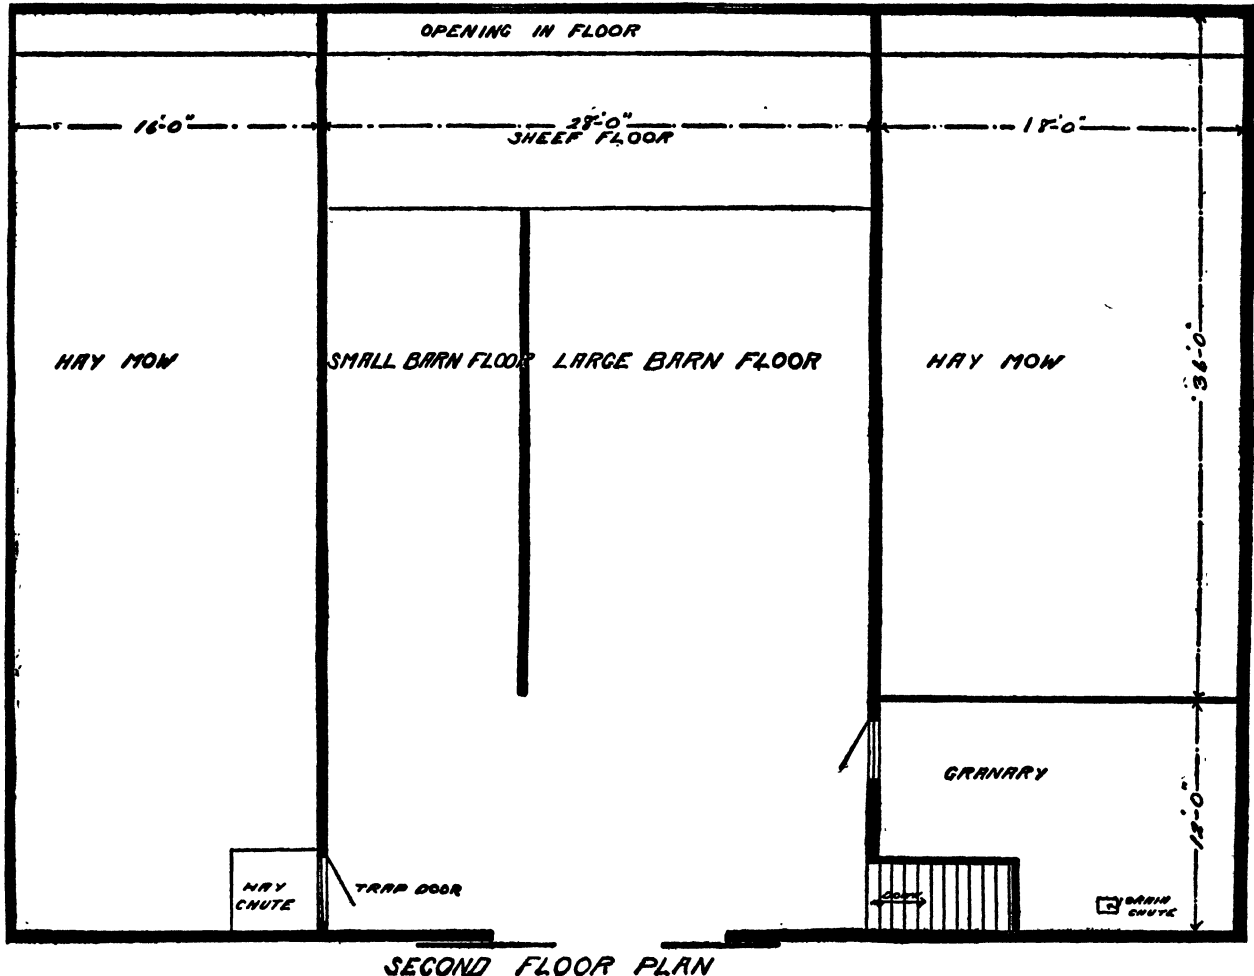 OPENING IN FLOOR
16'-0" 28'-0" 18'-0"
SHEEF FLOOR
HAY MOW SMALL BARN FLOOR LARGE BARN FLOOR HAY MOW
36'-0"
GRANARY
12'-0"
HAY CHUTE
TRAP DOOR
DOWN
GRAIN CHUTE
SECOND FLOOR PLAN